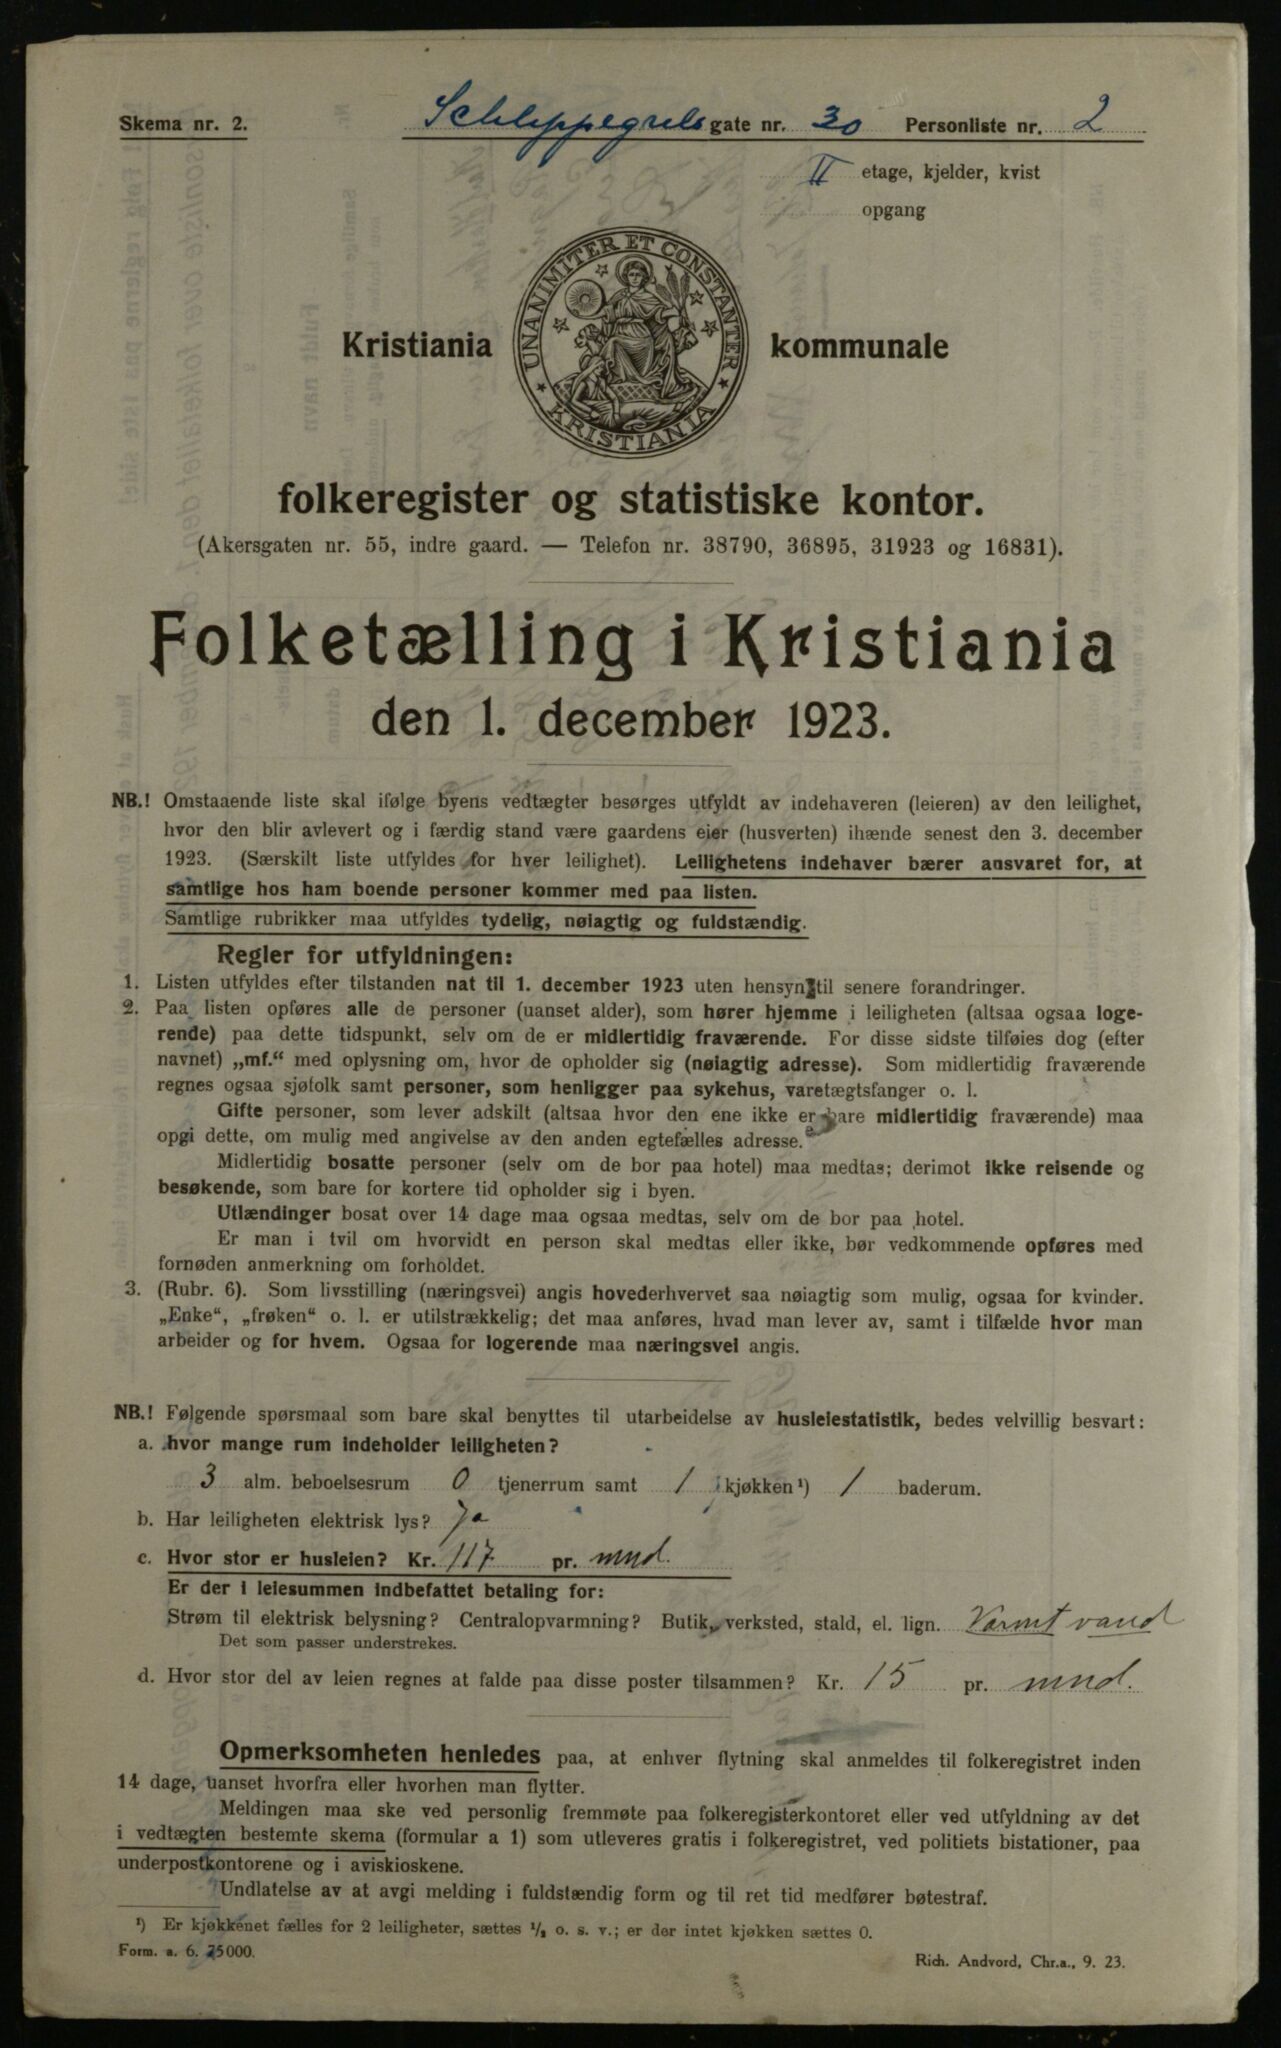 Skema nr. 2.
Schleppegrels gate nr. 30 Personliste nr. 2
II etage, kjelder, kvist
opgang
UNANIMITER ET CONSTANTER
KRISTIANIA
Kristiania kommunale
folkeregister og statistiske kontor.
(Akersgaten nr. 55, indre gaard. — Telefon nr. 38790, 36895, 31923 og 16831).
Folketælling i Kristiania
den 1. december 1923.
NB.! Omstaaende liste skal ifølge byens vedtægter besørges utfyldt av indehaveren (leieren) av den leilighet,
hvor den blir avlevert og i færdig stand være gaardens eier (husverten) ihænde senest den 3. december
1923. (Særskilt liste utfyldes for hver leilighet). Leilighetens indehaver bærer ansvaret for, at
samtlige hos ham boende personer kommer med paa listen.
Samtlige rubrikker maa utfyldes tydelig, nøiagtig og fuldstændig.
Regler for utfyldningen:
1. Listen utfyldes efter tilstanden nat til 1. december 1923 uten hensyn til senere forandringer.
2. Paa listen opføres alle de personer (uanset alder), som hører hjemme i leiligheten (altsaa ogsaa loge-
rende) paa dette tidspunkt, selv om de er midlertidig fraværende. For disse sidste tilføies dog (efter
navnet) „mf.“ med oplysning om, hvor de opholder sig (nøiagtig adresse). Som midlertidig fraværende
regnes ogsaa sjøfolk samt personer, som henligger paa sykehus, varetægtsfanger o. l.
Gifte personer, som lever adskilt (altsaa hvor den ene ikke er bare midlertidig fraværende) maa
opgi dette, om mulig med angivelse av den anden egtefælles adresse.
Midlertidig bosatte personer (selv om de bor paa hotel) maa medtas; derimot ikke reisende og
besøkende, som bare for kortere tid opholder sig i byen.
Utlændinger bosat over 14 dage maa ogsaa medtas, selv om de bor paa hotel.
Er man i tvil om hvorvidt en person skal medtas eller ikke, bør vedkommende opføres med
fornøden anmerkning om forholdet.
3. (Rubr. 6). Som livsstilling (næringsvei) angis hovederhvervet saa nøiagtig som mulig, ogsaa for kvinder.
„Enke“, „frøken“ o. l. er utilstrækkelig; det maa anføres, hvad man lever av, samt i tilfælde hvor man
arbeider og for hvem. Ogsaa for logerende maa næringsvei angis.
NB.! Følgende spørsmaal som bare skal benyttes til utarbeidelse av husleiestatistik, bedes velvillig besvart:
a. hvor mange rum indeholder leiligheten?
3 alm. beboelsesrum 0 tjenerrum samt 1 kjøkken ¹) 1 baderum.
b. Har leiligheten elektrisk lys? Ja
c. Hvor stor er husleien? Kr. 117 pr. mnd.
Er der i leiesummen indbefattet betaling for:
Strøm til elektrisk belysning? Centralopvarmning? Butik, verksted, stald, el. lign. Varmt vand
Det som passer understrekes.
d. Hvor stor del av leien regnes at falde paa disse poster tilsammen? Kr. 15 pr. mnd.
Opmerksomheten henledes paa, at enhver flytning skal anmeldes til folkeregistret inden
14 dage, uanset hvorfra eller hvorhen man flytter.
Meldingen maa ske ved personlig fremmøte paa folkeregisterkontoret eller ved utfyldning av det
i vedtægten bestemte skema (formular a 1) som utleveres gratis i folkeregistret, ved politiets bistationer, paa
underpostkontorene og i aviskioskene.
Undlatelse av at avgi melding i fuldstændig form og til ret tid medfører bøtestraf.
¹) Er kjøkkenet fælles for 2 leiligheter, sættes ½ o. s. v.; er der intet kjøkken sættes 0.
Form. a. 6. 75000.
Rich. Andvord, Chr.a., 9. 23.